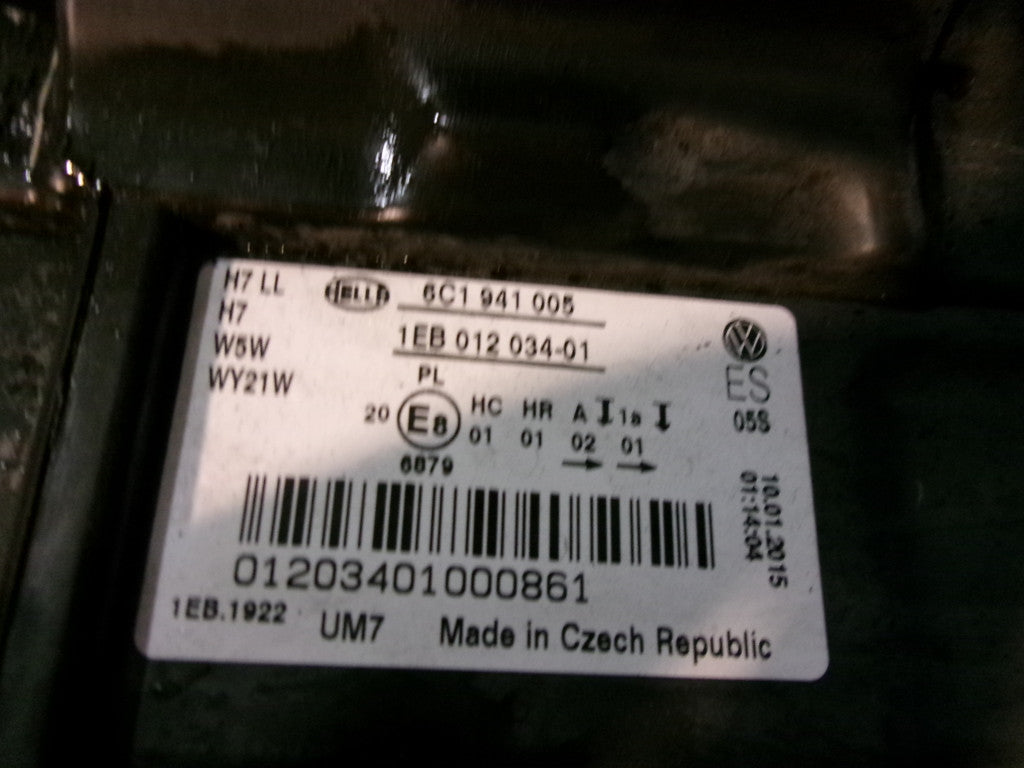 H7 LL
H7
W5W
WY21W
HELLA
6C1 941 005
1EB 012 034-01
PL
20 E8 HC HR A 1a
01 01 02 01
6879
ES
05S
10.01.2015
01:14:04
01203401000861
1EB.1922 UM7 Made in Czech Republic